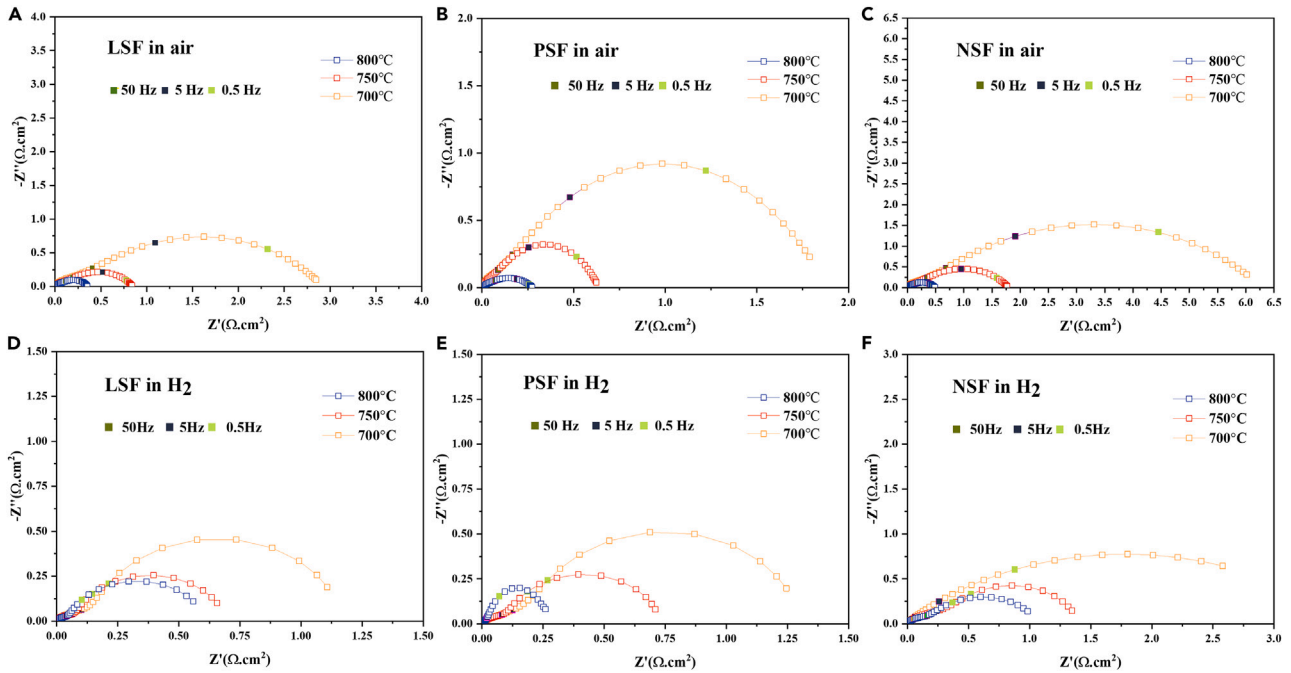 A
LSF in air
50 Hz 5 Hz 0.5 Hz
800℃
750℃
700℃
-Z''(Ω.cm²)
4.0
3.5
3.0
2.5
2.0
1.5
1.0
0.5
0.0
0.0 0.5 1.0 1.5 2.0 2.5 3.0 3.5 4.0
Z'(Ω.cm²)
B
PSF in air
50 Hz 5 Hz 0.5 Hz
800℃
750℃
700℃
-Z''(Ω.cm²)
2.0
1.5
1.0
0.5
0.0
0.0 0.5 1.0 1.5 2.0
Z'(Ω.cm²)
C
NSF in air
50 Hz 5 Hz 0.5 Hz
800℃
750℃
700℃
-Z''(Ω.cm²)
6.5
6.0
5.5
5.0
4.5
4.0
3.5
3.0
2.5
2.0
1.5
1.0
0.5
0.0
0.0 0.5 1.0 1.5 2.0 2.5 3.0 3.5 4.0 4.5 5.0 5.5 6.0 6.5
Z'(Ω.cm²)
D
LSF in H₂
50Hz 5Hz 0.5Hz
800°C
750°C
700°C
-Z''(Ω.cm²)
1.50
1.25
1.00
0.75
0.50
0.25
0.00
0.00 0.25 0.50 0.75 1.00 1.25 1.50
Z'(Ω.cm²)
E
PSF in H₂
50 Hz 5 Hz 0.5 Hz
800℃
750℃
700℃
-Z''(Ω.cm²)
1.50
1.25
1.00
0.75
0.50
0.25
0.00
0.00 0.25 0.50 0.75 1.00 1.25 1.50
Z'(Ω.cm²)
F
NSF in H₂
50Hz 5Hz 0.5Hz
800°C
750°C
700°C
-Z''(Ω.cm²)
3.0
2.5
2.0
1.5
1.0
0.5
0.0
0.0 0.5 1.0 1.5 2.0 2.5 3.0
Z'(Ω.cm²)